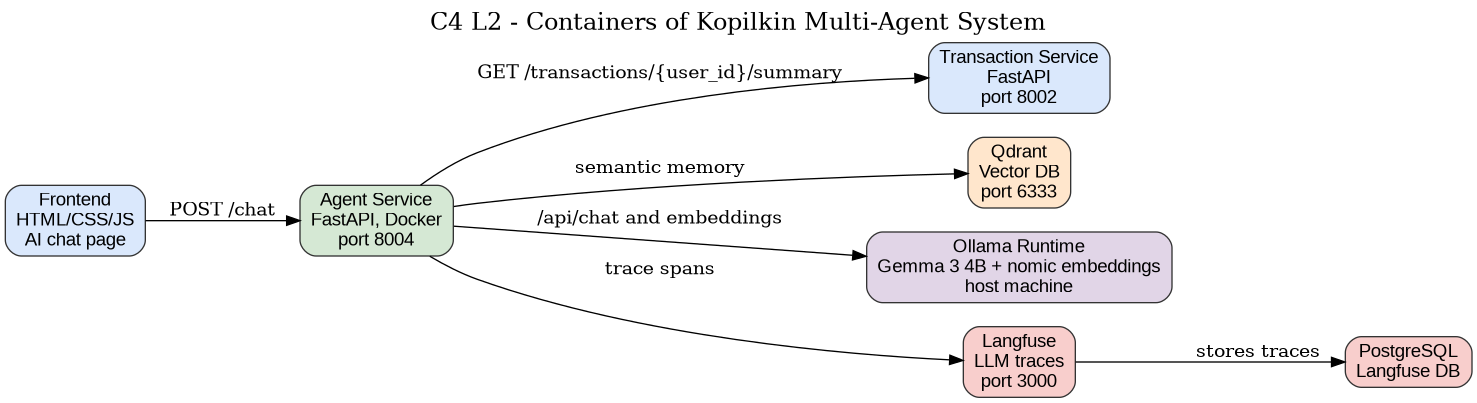 C4 L2 - Containers of Kopilkin Multi-Agent System
Frontend
HTML/CSS/JS
AI chat page
POST /chat
Agent Service
FastAPI, Docker
port 8004
GET /transactions/{user_id}/summary
Transaction Service
FastAPI
port 8002
semantic memory
Qdrant
Vector DB
port 6333
/api/chat and embeddings
Ollama Runtime
Gemma 3 4B + nomic embeddings
host machine
trace spans
Langfuse
LLM traces
port 3000
stores traces
PostgreSQL
Langfuse DB